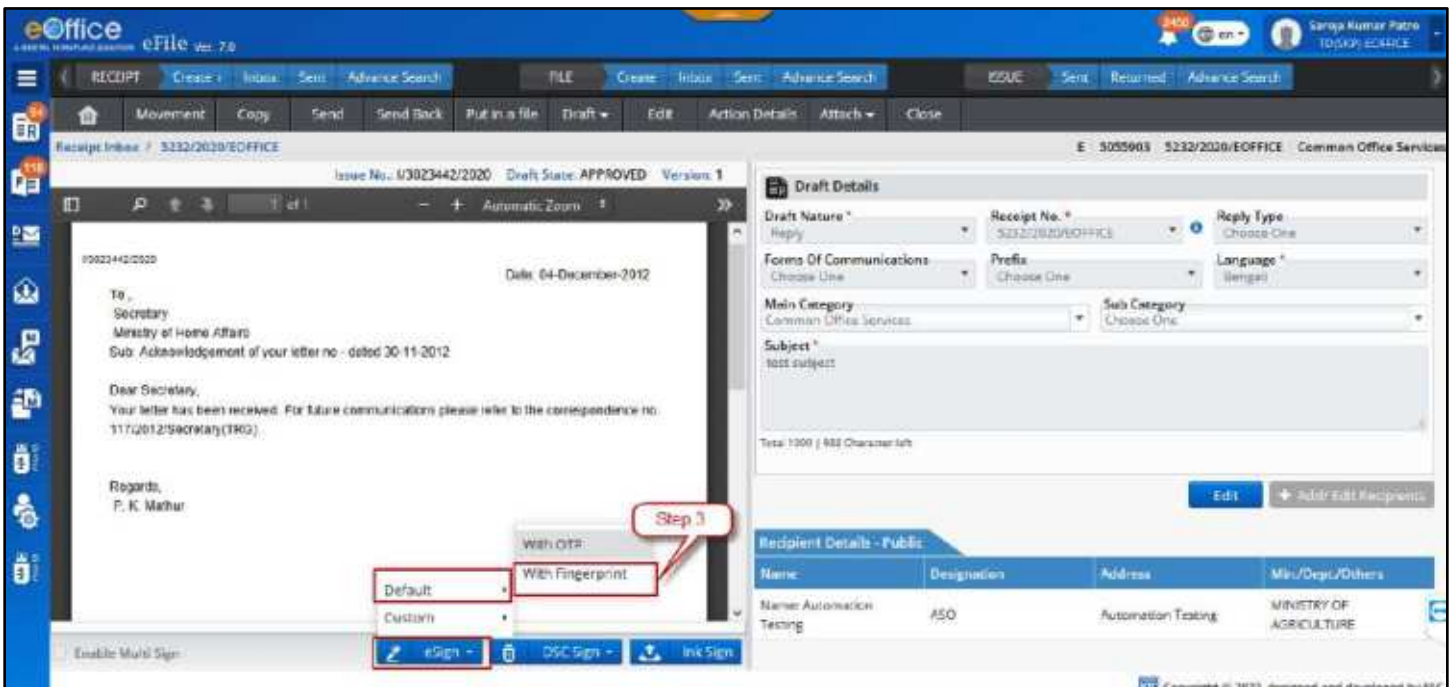 eOffice
eFile Ver. 7.0
2450
en
Saroja Kumar Patro
RECEIPT Create Inbox Sent Advance Search
FILE Create Inbox Sent Advance Search
ISSUE Sent Returned Advance Search
Movement Copy Send Send Back Put in a file Draft Edit Action Details Attach Close
Receipt Inbox / 5232/2020/EOFFICE
E 5055903 5232/2020/EOFFICE Common Office Services
Issue No.: I/3023442/2020 Draft State: APPROVED Version: 1
1 of 1 - + Automatic Zoom
I/3023442/2020
Date: 04-December-2012
To ,
Secretary
Ministry of Home Affairs
Sub: Acknowledgement of your letter no - dated 30-11-2012
Dear Secretary,
Your letter has been received. For future communications please refer to the correspondence no.
117/2012/Secretary(TRG)
Regards,
P. K. Mathur
Step 3
With OTP
With Fingerprint
Default
Custom
Enable Multi Sign
eSign
DSC Sign
Ink Sign
Draft Details
Draft Nature * Receipt No. * Reply Type
Reply 5232/2020/EOFFICE Choose One
Forms Of Communications Prefix Language *
Choose One Choose One Bengali
Main Category Sub Category
Common Office Services Choose One
Subject *
test subject
Total 1000 | 988 Character left
Edit
+ Add/ Edit Recipients
Recipient Details - Public
Name Designation Address Min./Dept./Others
Name: Automation Testing ASO Automation Testing MINISTRY OF AGRICULTURE